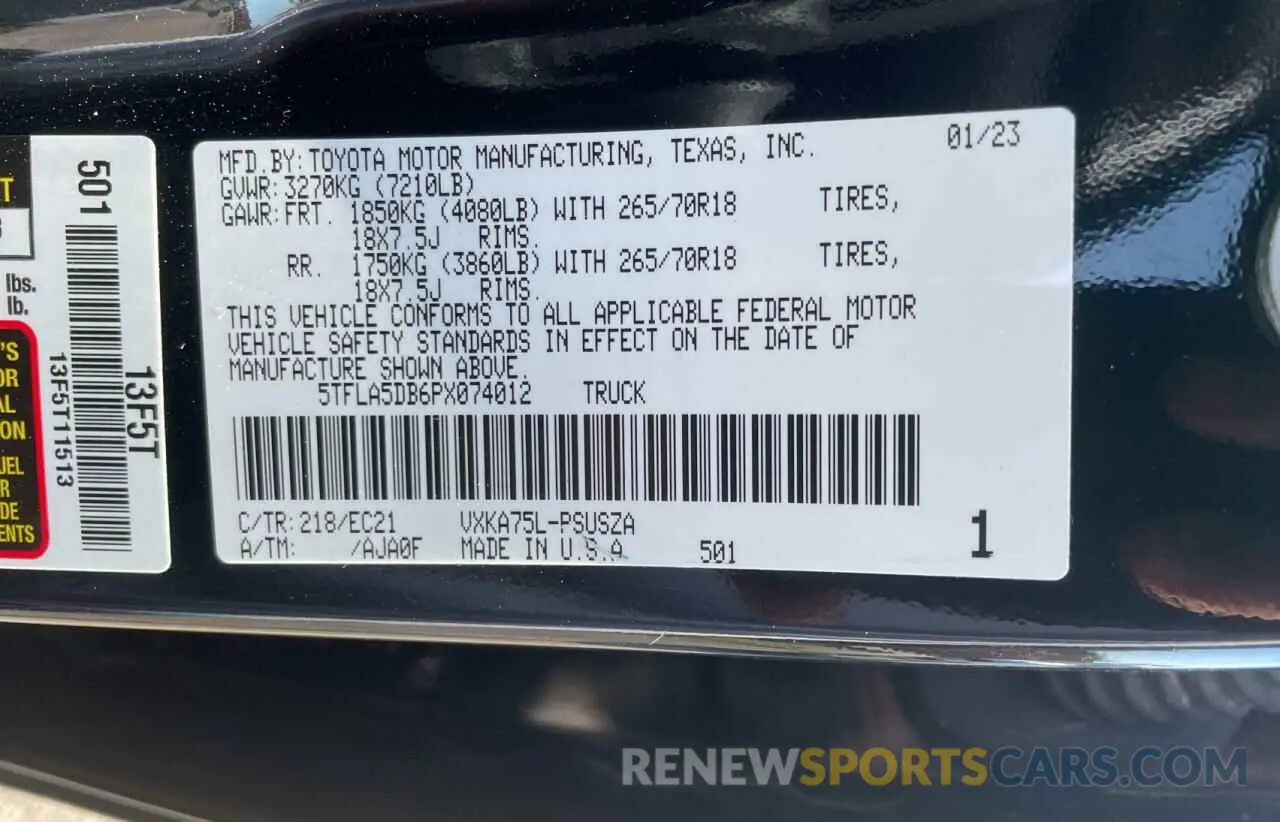 MFD.BY:TOYOTA MOTOR MANUFACTURING, TEXAS, INC. 01/23
GVWR:3270KG (7210LB)
GAWR:FRT. 1850KG (4080LB) WITH 265/70R18 TIRES,
18X7.5J RIMS.
RR. 1750KG (3860LB) WITH 265/70R18 TIRES,
18X7.5J RIMS.
THIS VEHICLE CONFORMS TO ALL APPLICABLE FEDERAL MOTOR
VEHICLE SAFETY STANDARDS IN EFFECT ON THE DATE OF
MANUFACTURE SHOWN ABOVE.
5TFLA5DB6PX074012 TRUCK
C/TR:218/EC21 VXKA75L-PSUSZA
A/TM: /AJA0F MADE IN U.S.A. 501
1
501
13F5T
13F5T11513
lbs.
lb.
RENEWSPORTSCARS.COM